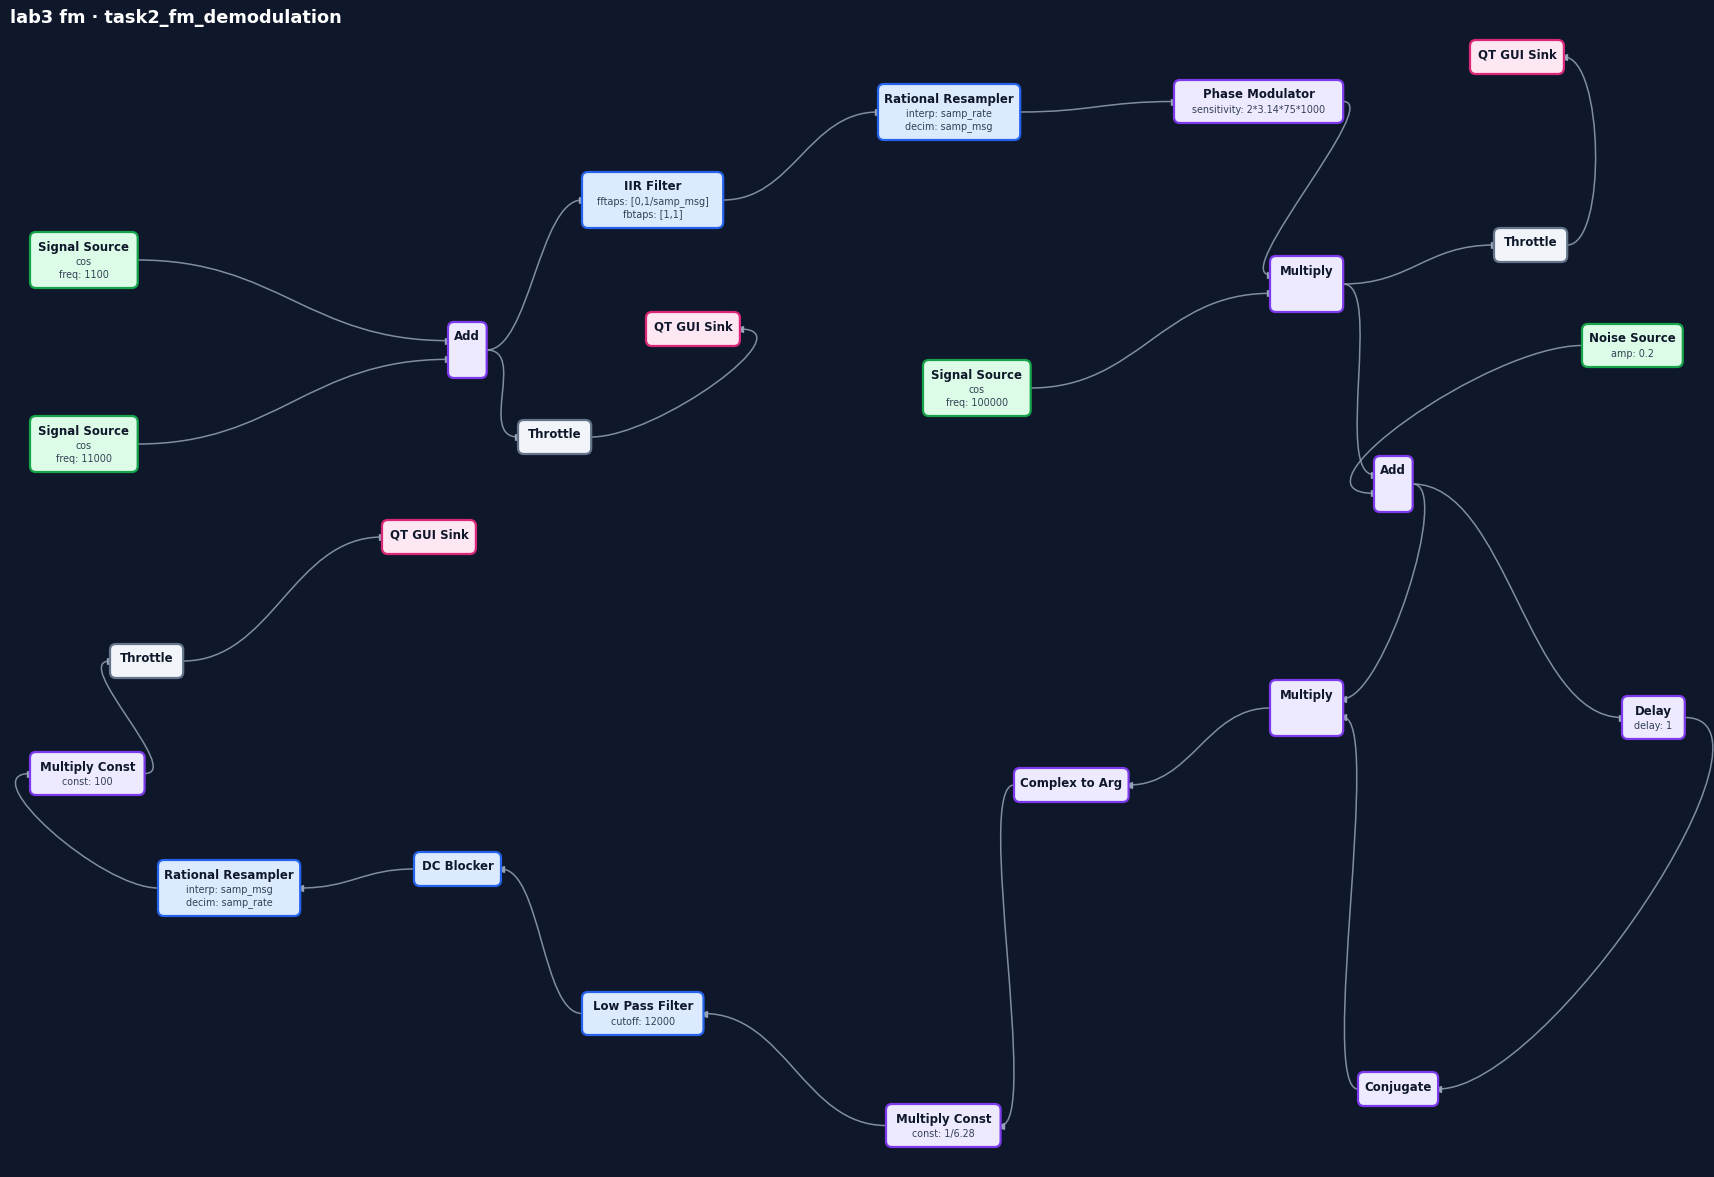 lab3 fm · task2_fm_demodulation
QT GUI Sink
Phase Modulator
sensitivity: 2*3.14*75*1000
Rational Resampler
interp: samp_rate
decim: samp_msg
IIR Filter
fftaps: [0,1/samp_msg]
fbtaps: [1,1]
Signal Source
cos
freq: 1100
Throttle
Multiply
QT GUI Sink
Add
Noise Source
amp: 0.2
Signal Source
cos
freq: 100000
Signal Source
cos
freq: 11000
Throttle
Add
QT GUI Sink
Throttle
Multiply
Delay
delay: 1
Multiply Const
const: 100
Complex to Arg
DC Blocker
Rational Resampler
interp: samp_msg
decim: samp_rate
Low Pass Filter
cutoff: 12000
Conjugate
Multiply Const
const: 1/6.28